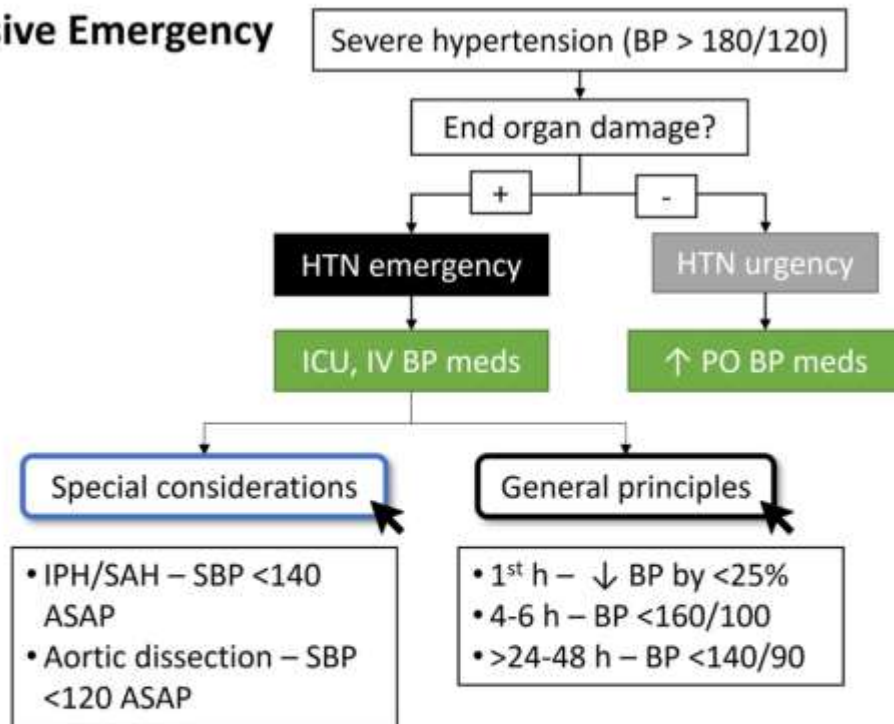 sive Emergency
Severe hypertension (BP > 180/120)
End organ damage?
+
-
HTN emergency
HTN urgency
ICU, IV BP meds
↑ PO BP meds
Special considerations
General principles
• IPH/SAH – SBP <140
ASAP
• Aortic dissection – SBP
<120 ASAP
• 1st h – ↓ BP by <25%
• 4-6 h – BP <160/100
• >24-48 h – BP <140/90